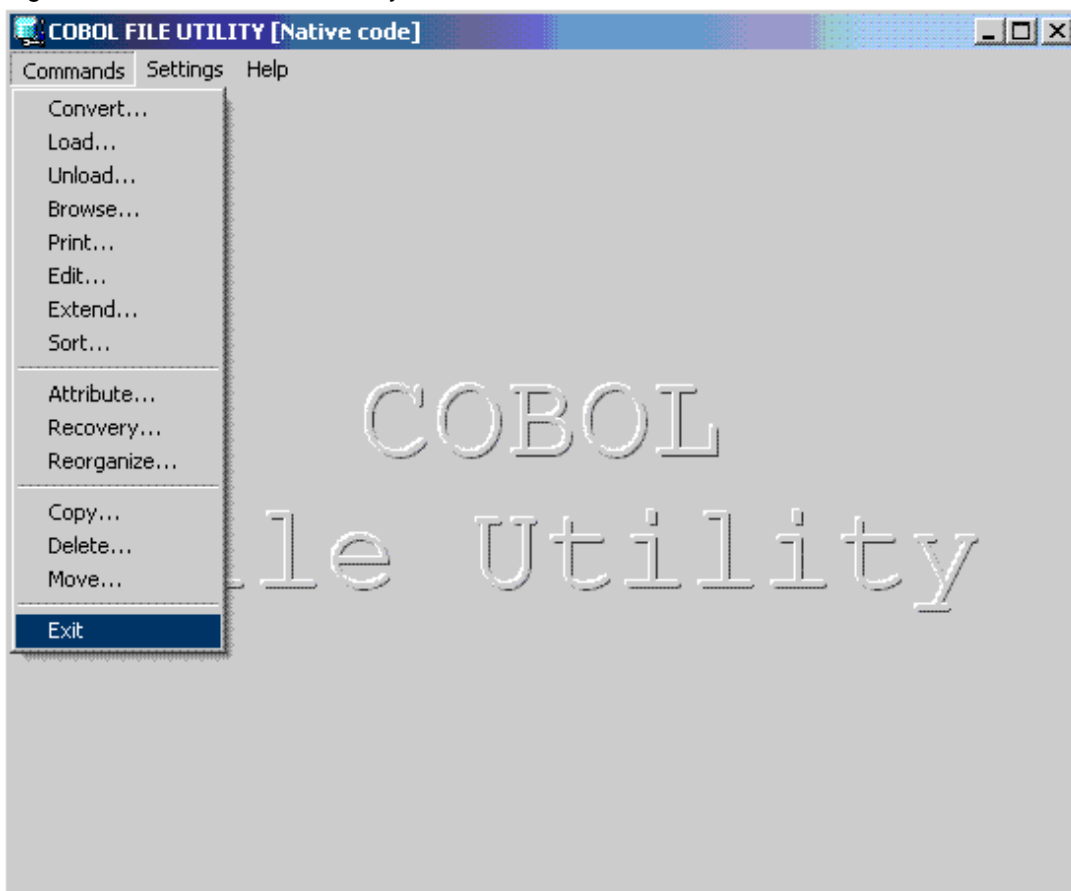 COBOL FILE UTILITY [Native code]
Commands Settings Help
Convert...
Load...
Unload...
Browse...
Print...
Edit...
Extend...
Sort...
Attribute...
Recovery...
Reorganize...
Copy...
Delete...
Move...
Exit
COBOL
le Utility